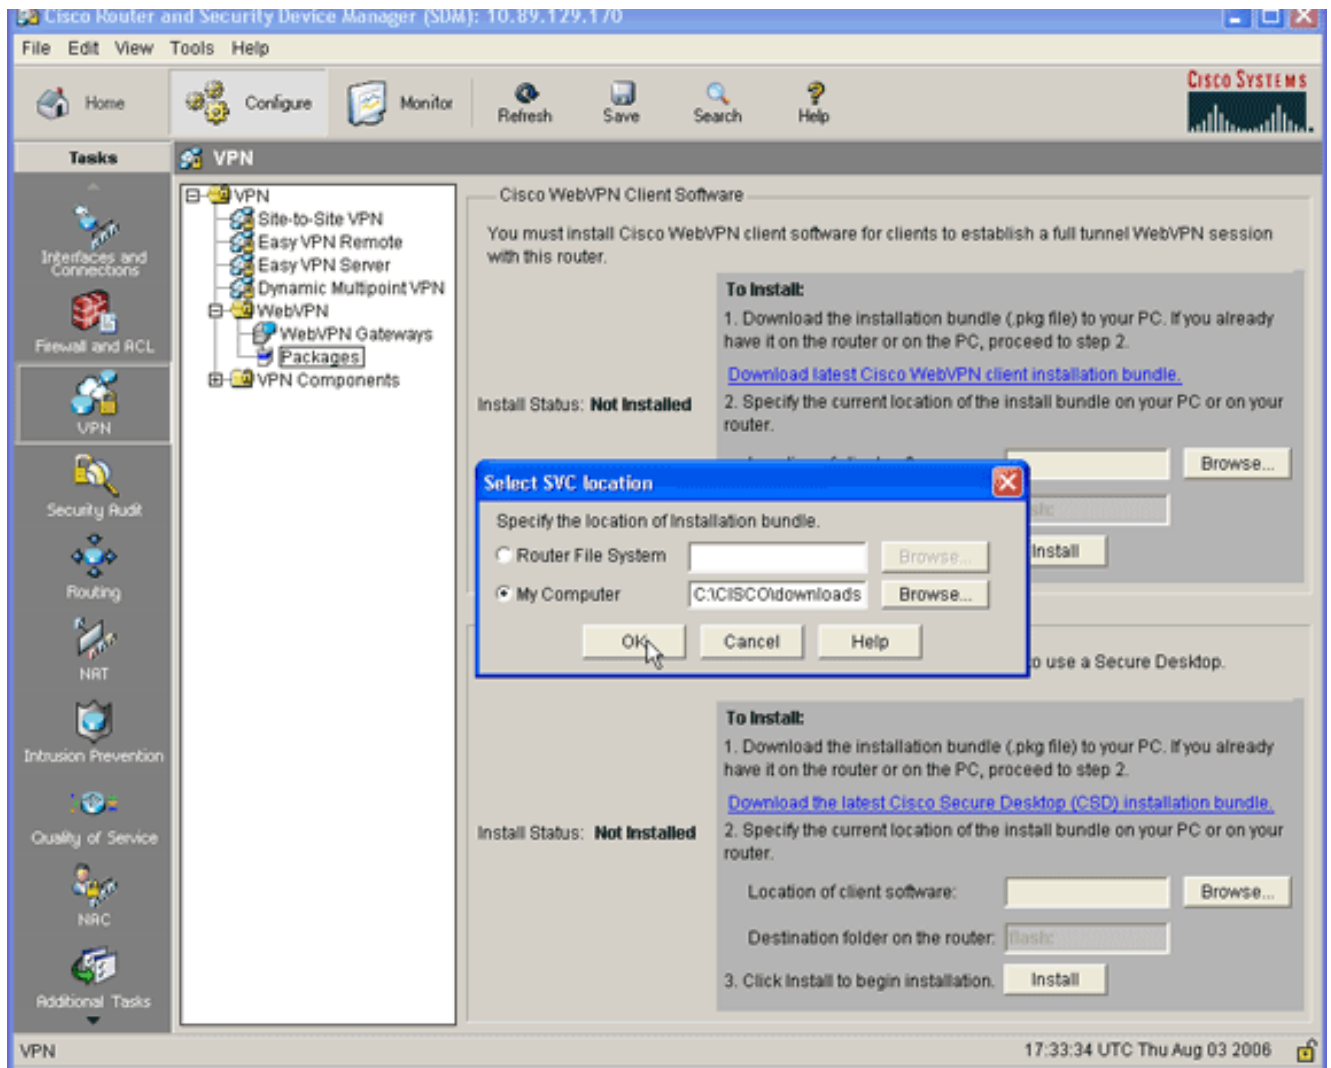 Cisco Router and Security Device Manager (SDM): 10.89.129.170
File Edit View Tools Help
Home Configure Monitor Refresh Save Search Help
CISCO SYSTEMS
Tasks
VPN
Interfaces and Connections
Firewall and ACL
VPN
Security Audit
Routing
NAT
Intrusion Prevention
Quality of Service
NAC
Additional Tasks
VPN
Site-to-Site VPN
Easy VPN Remote
Easy VPN Server
Dynamic Multipoint VPN
WebVPN
WebVPN Gateways
Packages
VPN Components
Cisco WebVPN Client Software
You must install Cisco WebVPN client software for clients to establish a full tunnel WebVPN session
with this router.
Install Status: Not Installed
To Install:
1. Download the installation bundle (.pkg file) to your PC. If you already
have it on the router or on the PC, proceed to step 2.
Download latest Cisco WebVPN client installation bundle.
2. Specify the current location of the install bundle on your PC or on your
router.
Browse...
Install
Select SVC location
Specify the location of Installation bundle.
Router File System Browse...
My Computer C:\CISCO\downloads Browse...
OK Cancel Help
to use a Secure Desktop.
Install Status: Not Installed
To Install:
1. Download the installation bundle (.pkg file) to your PC. If you already
have it on the router or on the PC, proceed to step 2.
Download the latest Cisco Secure Desktop (CSD) installation bundle.
2. Specify the current location of the install bundle on your PC or on your
router.
Location of client software: Browse...
Destination folder on the router: flash:
3. Click Install to begin installation. Install
VPN
17:33:34 UTC Thu Aug 03 2006